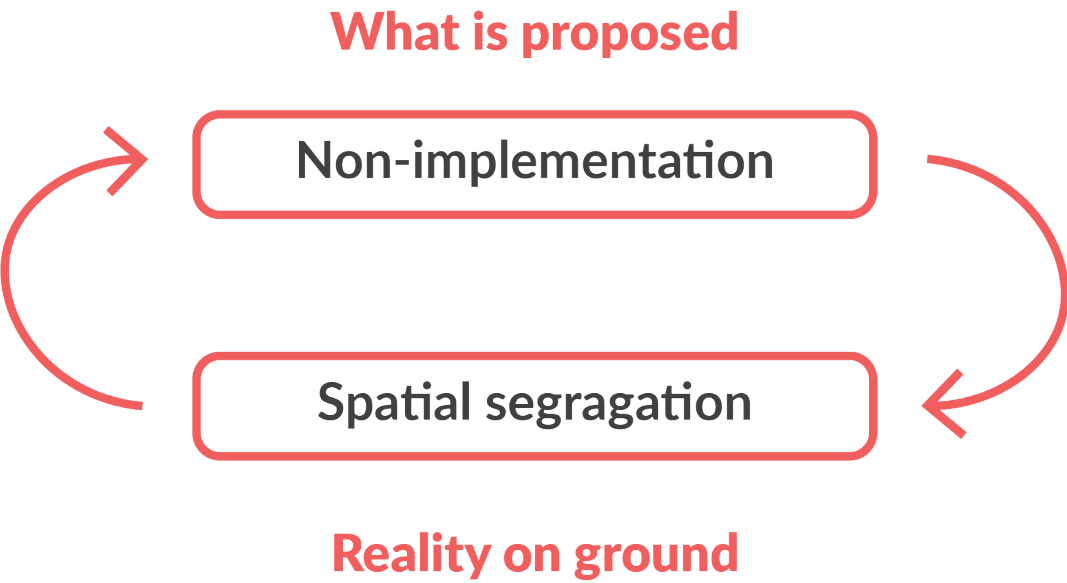 What is proposed
Non-implementation
Spatial segragation
Reality on ground